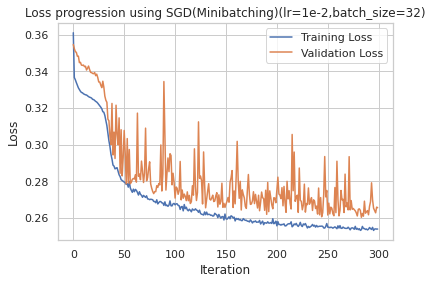 Loss progression using SGD(Minibatching)(lr=1e-2,batch_size=32)
Training Loss
Validation Loss
0.36
0.34
0.32
0.30
0.28
0.26
Loss
0 50 100 150 200 250 300
Iteration